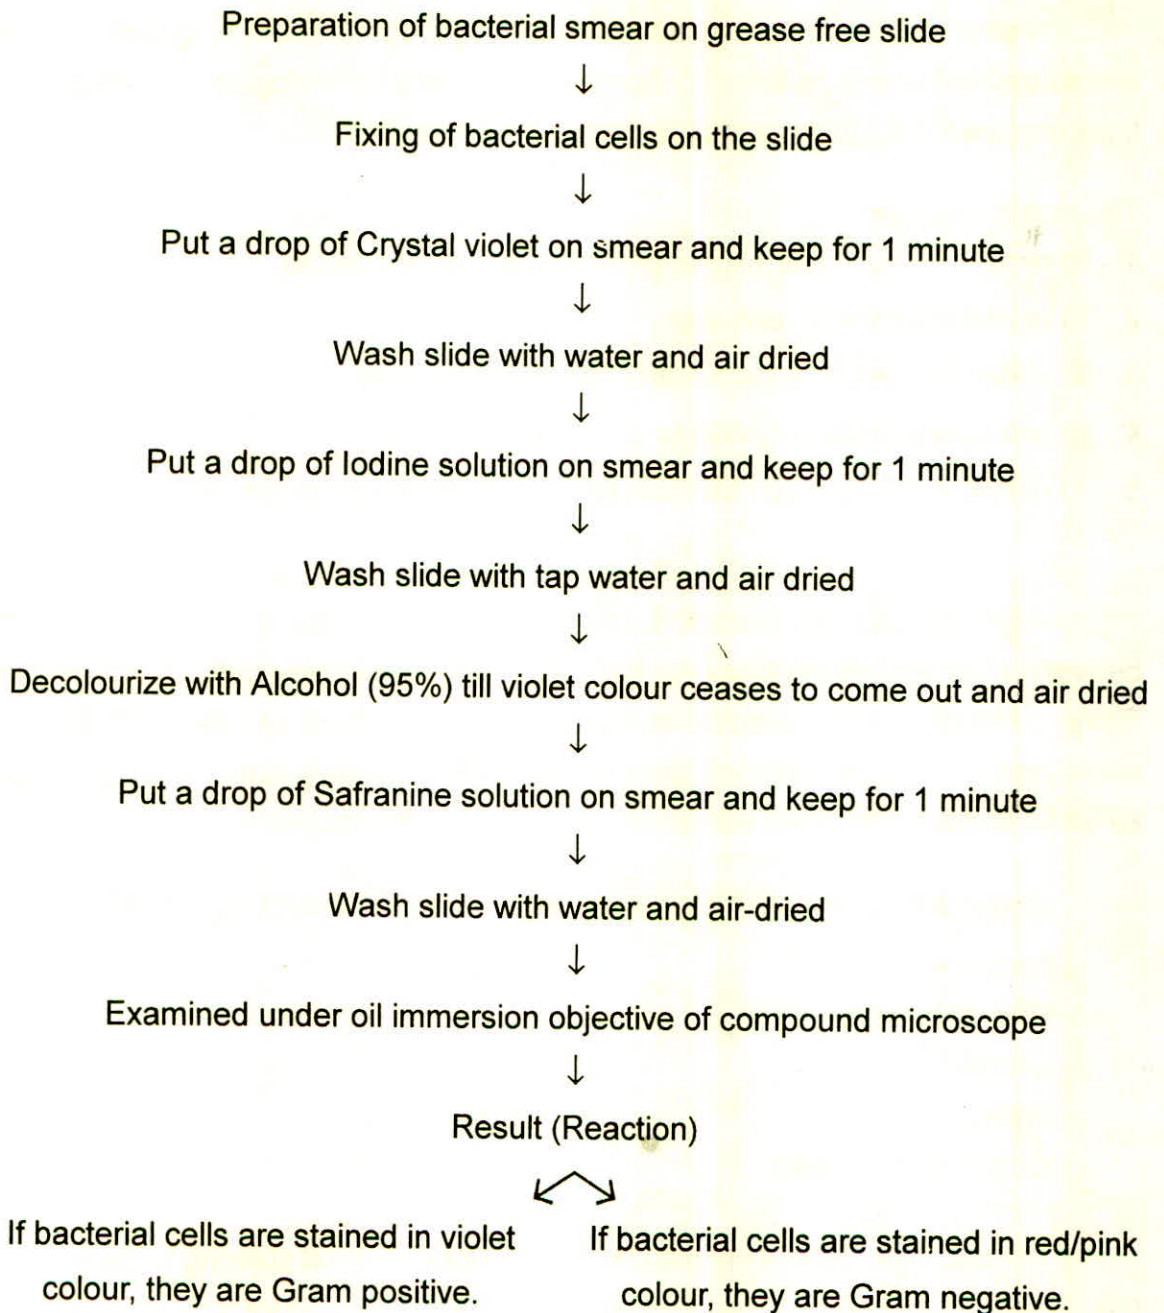 Preparation of bacterial smear on grease free slide
↓
Fixing of bacterial cells on the slide
↓
Put a drop of Crystal violet on smear and keep for 1 minute
↓
Wash slide with water and air dried
↓
Put a drop of Iodine solution on smear and keep for 1 minute
↓
Wash slide with tap water and air dried
↓
Decolourize with Alcohol (95%) till violet colour ceases to come out and air dried
↓
Put a drop of Safranine solution on smear and keep for 1 minute
↓
Wash slide with water and air-dried
↓
Examined under oil immersion objective of compound microscope
↓
Result (Reaction)
If bacterial cells are stained in violet
colour, they are Gram positive.
If bacterial cells are stained in red/pink
colour, they are Gram negative.